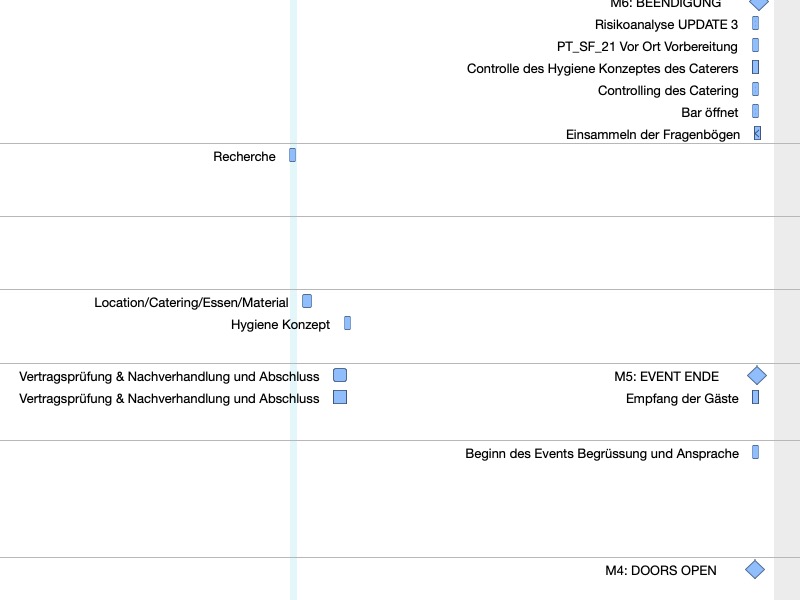 M6: BEENDIGUNG
Risikoanalyse UPDATE 3
PT_SF_21 Vor Ort Vorbereitung
Controlle des Hygiene Konzeptes des Caterers
Controlling des Catering
Bar öffnet
Einsammeln der Fragenbögen
Recherche
Location/Catering/Essen/Material
Hygiene Konzept
Vertragsprüfung & Nachverhandlung und Abschluss
M5: EVENT ENDE
Vertragsprüfung & Nachverhandlung und Abschluss
Empfang der Gäste
Beginn des Events Begrüssung und Ansprache
M4: DOORS OPEN